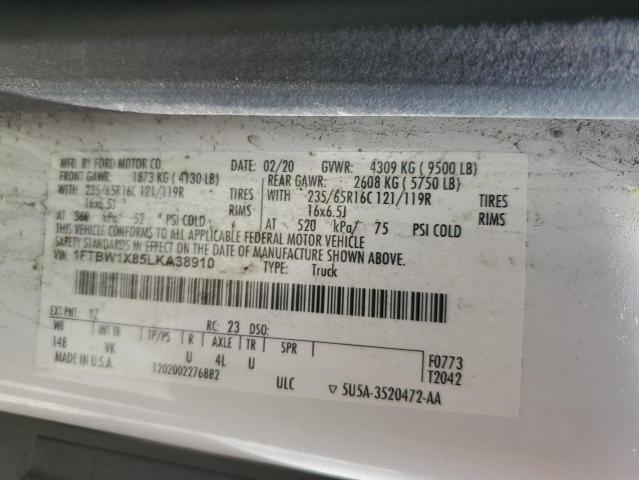 MFD. BY FORD MOTOR CO. DATE: 02/20 GVWR: 4309 KG ( 9500 LB)
FRONT GAWR: 1873 KG ( 4130 LB) REAR GAWR: 2608 KG ( 5750 LB)
WITH 235/65R16C 121/119R TIRES WITH 235/65R16C 121/119R TIRES
16x6.5J RIMS 16x6.5J RIMS
AT 360 kPa/ 52 PSI COLD AT 520 kPa/ 75 PSI COLD
THIS VEHICLE CONFORMS TO ALL APPLICABLE FEDERAL MOTOR VEHICLE
SAFETY STANDARDS IN EFFECT ON THE DATE OF MANUFACTURE SHOWN ABOVE.
VIN: 1FTBW1X85LKA38910 TYPE: Truck
EXT PNT: YZ RC: 23 DSO:
WB INT TR TP/PS R AXLE TR SPR
148 VK U 4L U
F0773
T2042
MADE IN U.S.A. 1202002276882 ULC ▽ 5U5A-3520472-AA